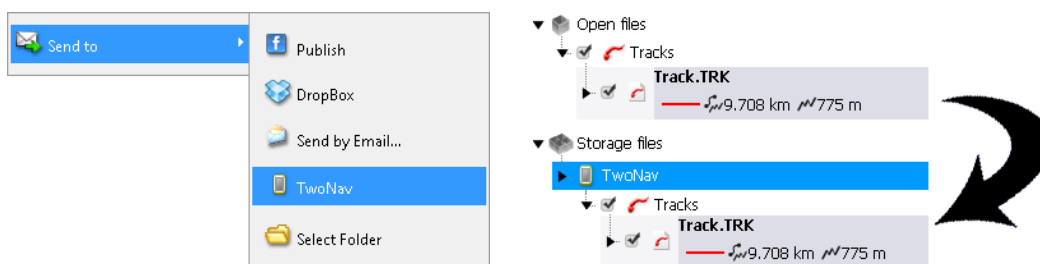 Send to
Publish
DropBox
Send by Email...
TwoNav
Select Folder
Open files
Tracks
Track.TRK
9.708 km 775 m
Storage files
TwoNav
Tracks
Track.TRK
9.708 km 775 m